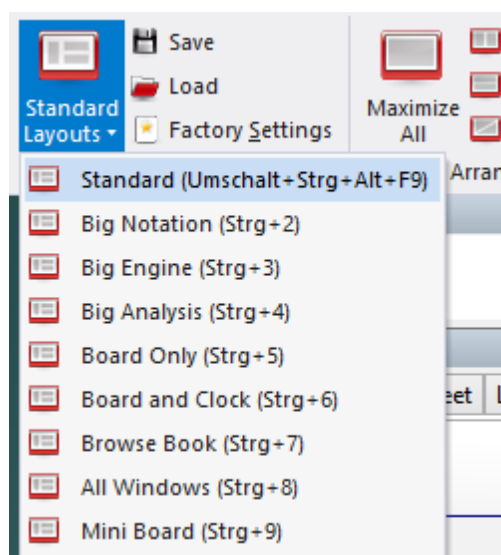 Save
Load
Factory Settings
Standard
Layouts
Maximize
All
Arran
Standard (Umschalt+Strg+Alt+F9)
Big Notation (Strg+2)
Big Engine (Strg+3)
Big Analysis (Strg+4)
Board Only (Strg+5)
Board and Clock (Strg+6)
eet L
Browse Book (Strg+7)
All Windows (Strg+8)
Mini Board (Strg+9)